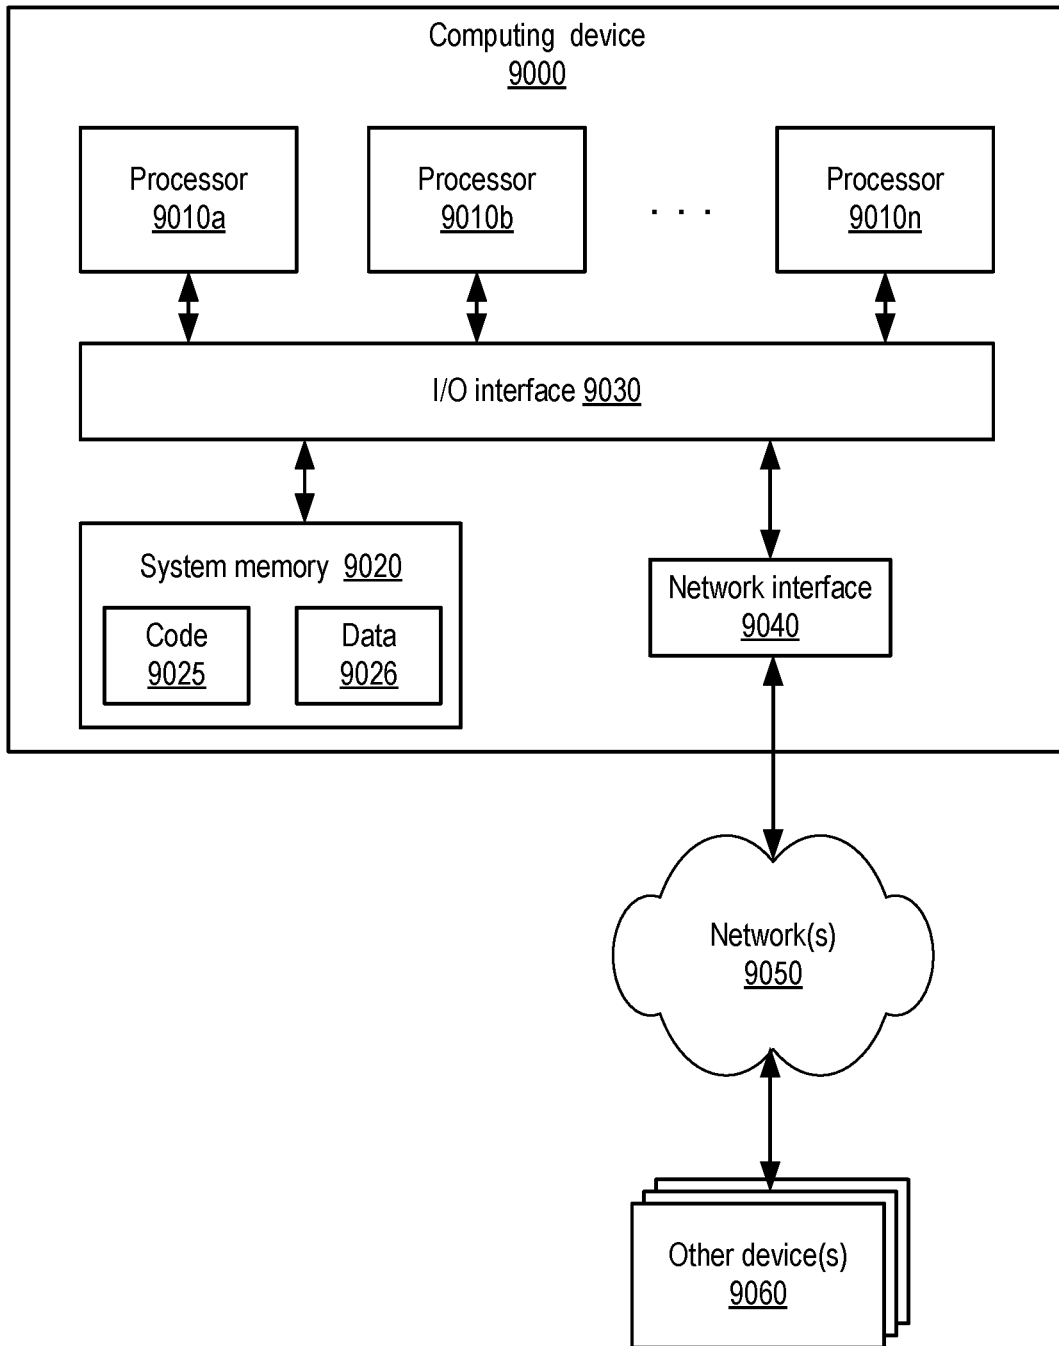 Computing device
9000
Processor
9010a
Processor
9010b
. . .
Processor
9010n
I/O interface 9030
System memory 9020
Code
9025
Data
9026
Network interface
9040
Network(s)
9050
Other device(s)
9060